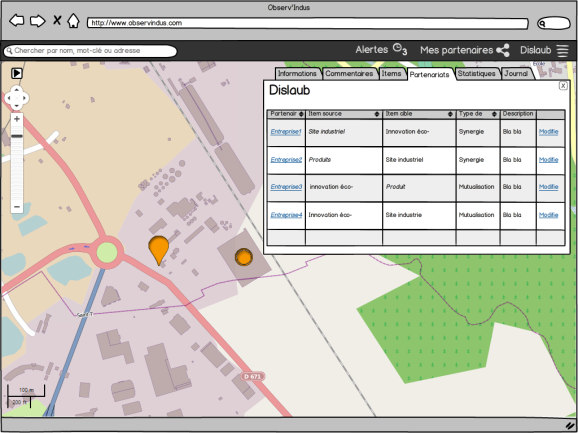 Observ'Indus
http://www.observindus.com
Chercher par nom, mot-clé ou adresse
Alertes 3 Mes partenaires Dislaub
Ecole
Informations Commentaires Items Partenariats Statistiques Journal
Dislaub x
Partenair Item source Item cible Type de Description
Entreprise1 Site industriel Innovation éco- Synergie Bla bla Modifie
Entreprise2 Produits Site industriel Synergie Bla bla Modifie
Entreprise3 innovation éco- Produit Mutualisation Bla bla Modifie
Entreprise4 Innovation éco- Site industriel Mutualisation Bla bla Modifie
D 671
100 m
200 ft